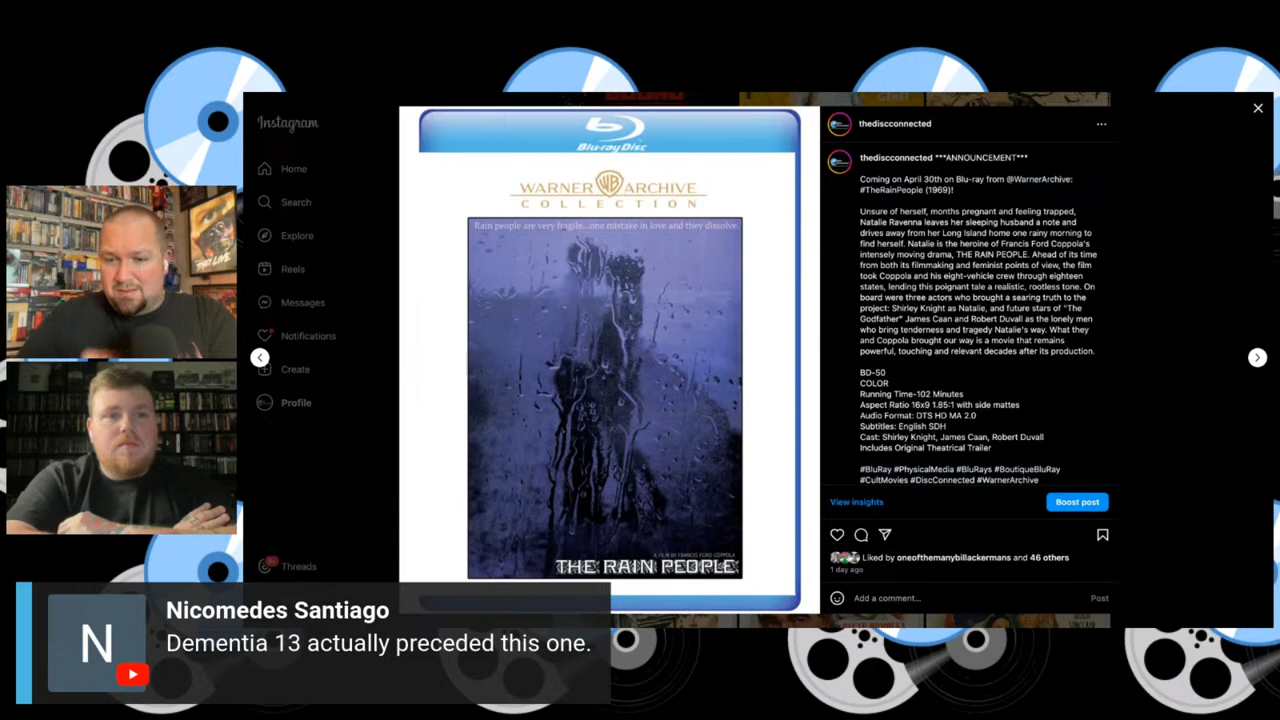 Instagram
Home
Search
Explore
Reels
Messages
Notifications
Create
Profile
Threads
THEY LIVE
Blu-ray Disc
WARNER WB ARCHIVE
COLLECTION
Rain people are very fragile...one mistake in love and they dissolve.
A FILM BY FRANCIS FORD COPPOLA
THE RAIN PEOPLE
thediscconnected
thediscconnected ***ANNOUNCEMENT***
Coming on April 30th on Blu-ray from @WarnerArchive:
#TheRainPeople (1969)!
Unsure of herself, months pregnant and feeling trapped,
Natalie Ravenna leaves her sleeping husband a note and
drives away from her Long Island home one rainy morning to
find herself. Natalie is the heroine of Francis Ford Coppola's
intensely moving drama, THE RAIN PEOPLE. Ahead of its time
from both its filmmaking and feminist points of view, the film
took Coppola and his eight-vehicle crew through eighteen
states, lending this poignant tale a realistic, rootless tone. On
board were three actors who brought a searing truth to the
project: Shirley Knight as Natalie, and future stars of "The
Godfather" James Caan and Robert Duvall as the lonely men
who bring tenderness and tragedy Natalie's way. What they
and Coppola brought our way is a movie that remains
powerful, touching and relevant decades after its production.
BD-50
COLOR
Running Time-102 Minutes
Aspect Ratio 16x9 1.85:1 with side mattes
Audio Format: DTS HD MA 2.0
Subtitles: English SDH
Cast: Shirley Knight, James Caan, Robert Duvall
Includes Original Theatrical Trailer
#BluRay #PhysicalMedia #BluRays #BoutiqueBluRay
#CultMovies #DiscConnected #WarnerArchive
View insights
Boost post
Liked by oneofthemanybillackermans and 46 others
1 day ago
Add a comment...
Post
N
Nicomedes Santiago
Dementia 13 actually preceded this one.